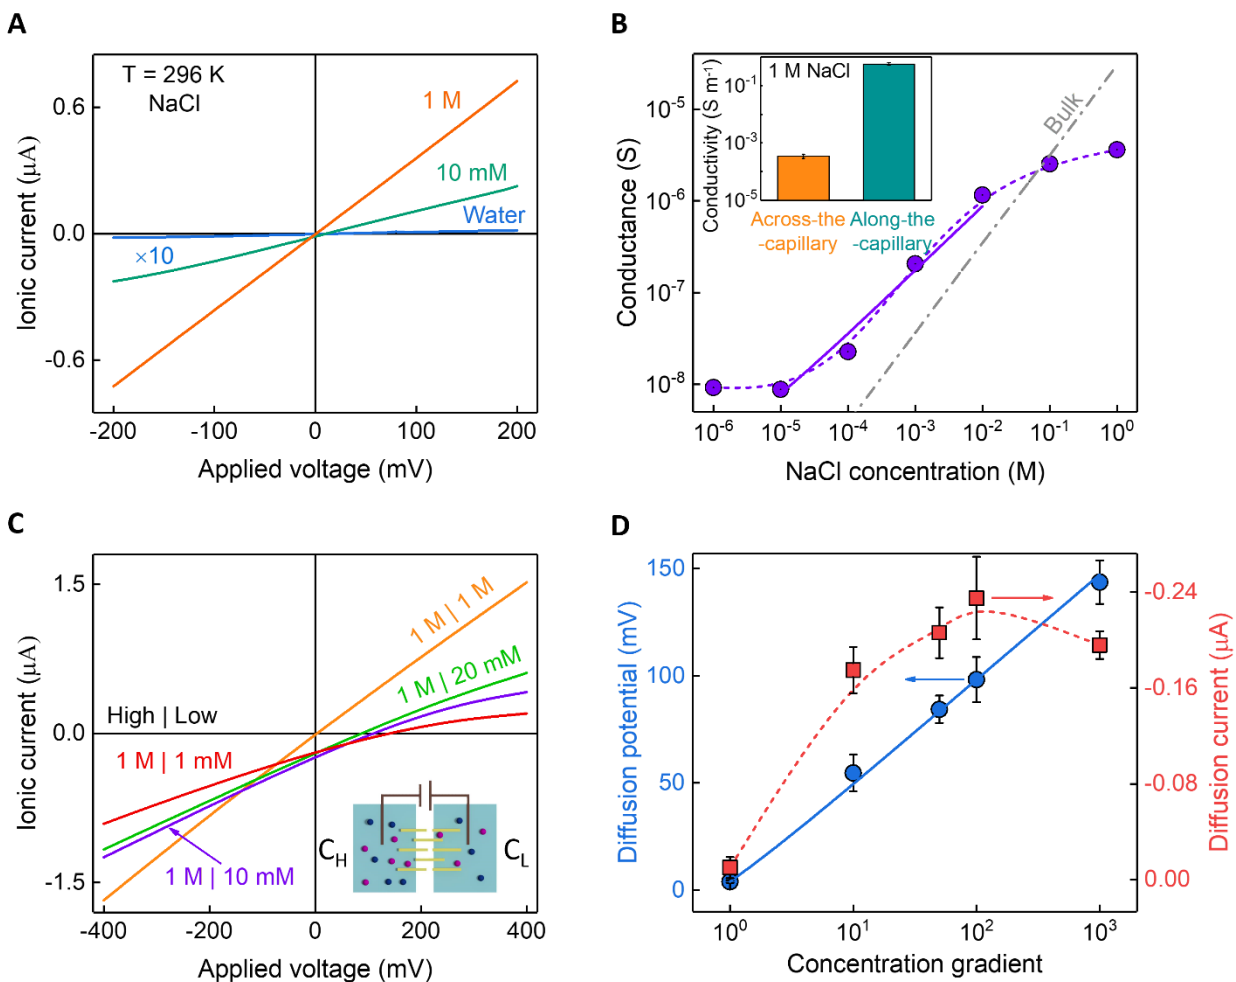 A
T = 296 K
NaCl
1 M
10 mM
Water
×10
0.6
0.0
-0.6
Ionic current (µA)
-200
-100
0
100
200
Applied voltage (mV)
B
1 M NaCl
Bulk
10⁻¹
10⁻³
10⁻⁵
Conductivity (S m⁻¹)
Across-the
-capillary
Along-the
-capillary
10⁻⁵
10⁻⁶
10⁻⁷
10⁻⁸
Conductance (S)
10⁻⁶
10⁻⁵
10⁻⁴
10⁻³
10⁻²
10⁻¹
10⁰
NaCl concentration (M)
C
1 M | 1 M
1 M | 20 mM
High | Low
1 M | 1 mM
1 M | 10 mM
C_H
C_L
1.5
0.0
-1.5
Ionic current (µA)
-400
-200
0
200
400
Applied voltage (mV)
D
150
100
50
0
Diffusion potential (mV)
-0.24
-0.16
-0.08
0.00
Diffusion current (µA)
10⁰
10¹
10²
10³
Concentration gradient